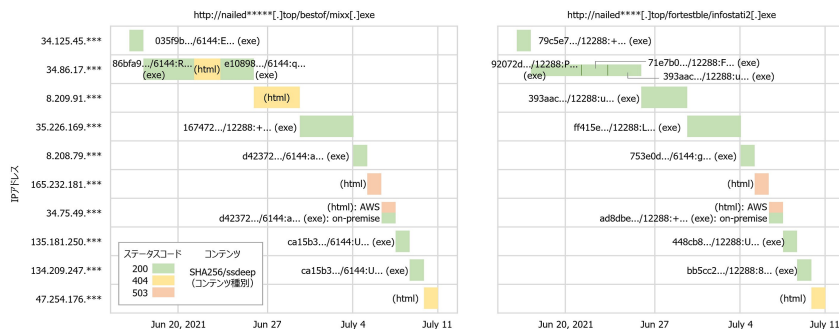 http://nailed*****[.]top/bestof/mixx[.]exe
http://nailed****[.]top/fortestble/infostati2[.]exe
IPアドレス
34.125.45.***
035f9b.../6144:E... (exe)
79c5e7.../12288:+... (exe)
34.86.17.***
86bfa9.../6144:R...
(exe)
(html)
e10898.../6144:q...
(exe)
92072d.../12288:P...
(exe)
71e7b0.../12288:F... (exe)
393aac.../12288:u... (exe)
8.209.91.***
(html)
393aac.../12288:u... (exe)
35.226.169.***
167472.../12288:+... (exe)
ff415e.../12288:L... (exe)
8.208.79.***
d42372.../6144:a... (exe)
753e0d.../6144:g... (exe)
165.232.181.***
(html)
(html)
34.75.49.***
(html): AWS
d42372.../6144:a... (exe): on-premise
(html): AWS
ad8dbe.../12288:+... (exe): on-premise
135.181.250.***
ca15b3.../6144:U... (exe)
448cb8.../12288:U... (exe)
134.209.247.***
ca15b3.../6144:U... (exe)
bb5cc2.../12288:8... (exe)
47.254.176.***
(html)
(html)
ステータスコード
コンテンツ
200
404
503
SHA256/ssdeep
(コンテンツ種別)
Jun 20, 2021
Jun 27
July 4
July 11
Jun 20, 2021
Jun 27
July 4
July 11